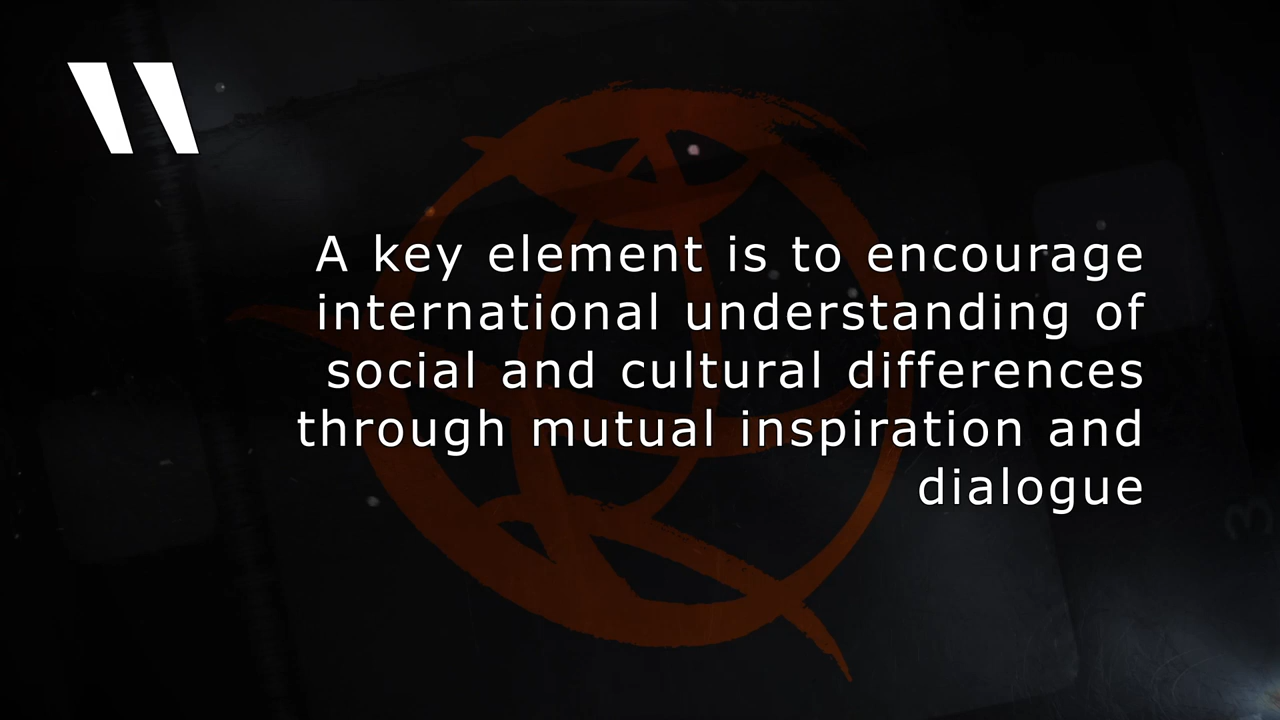 "
A key element is to encourage
international understanding of
social and cultural differences
through mutual inspiration and
dialogue